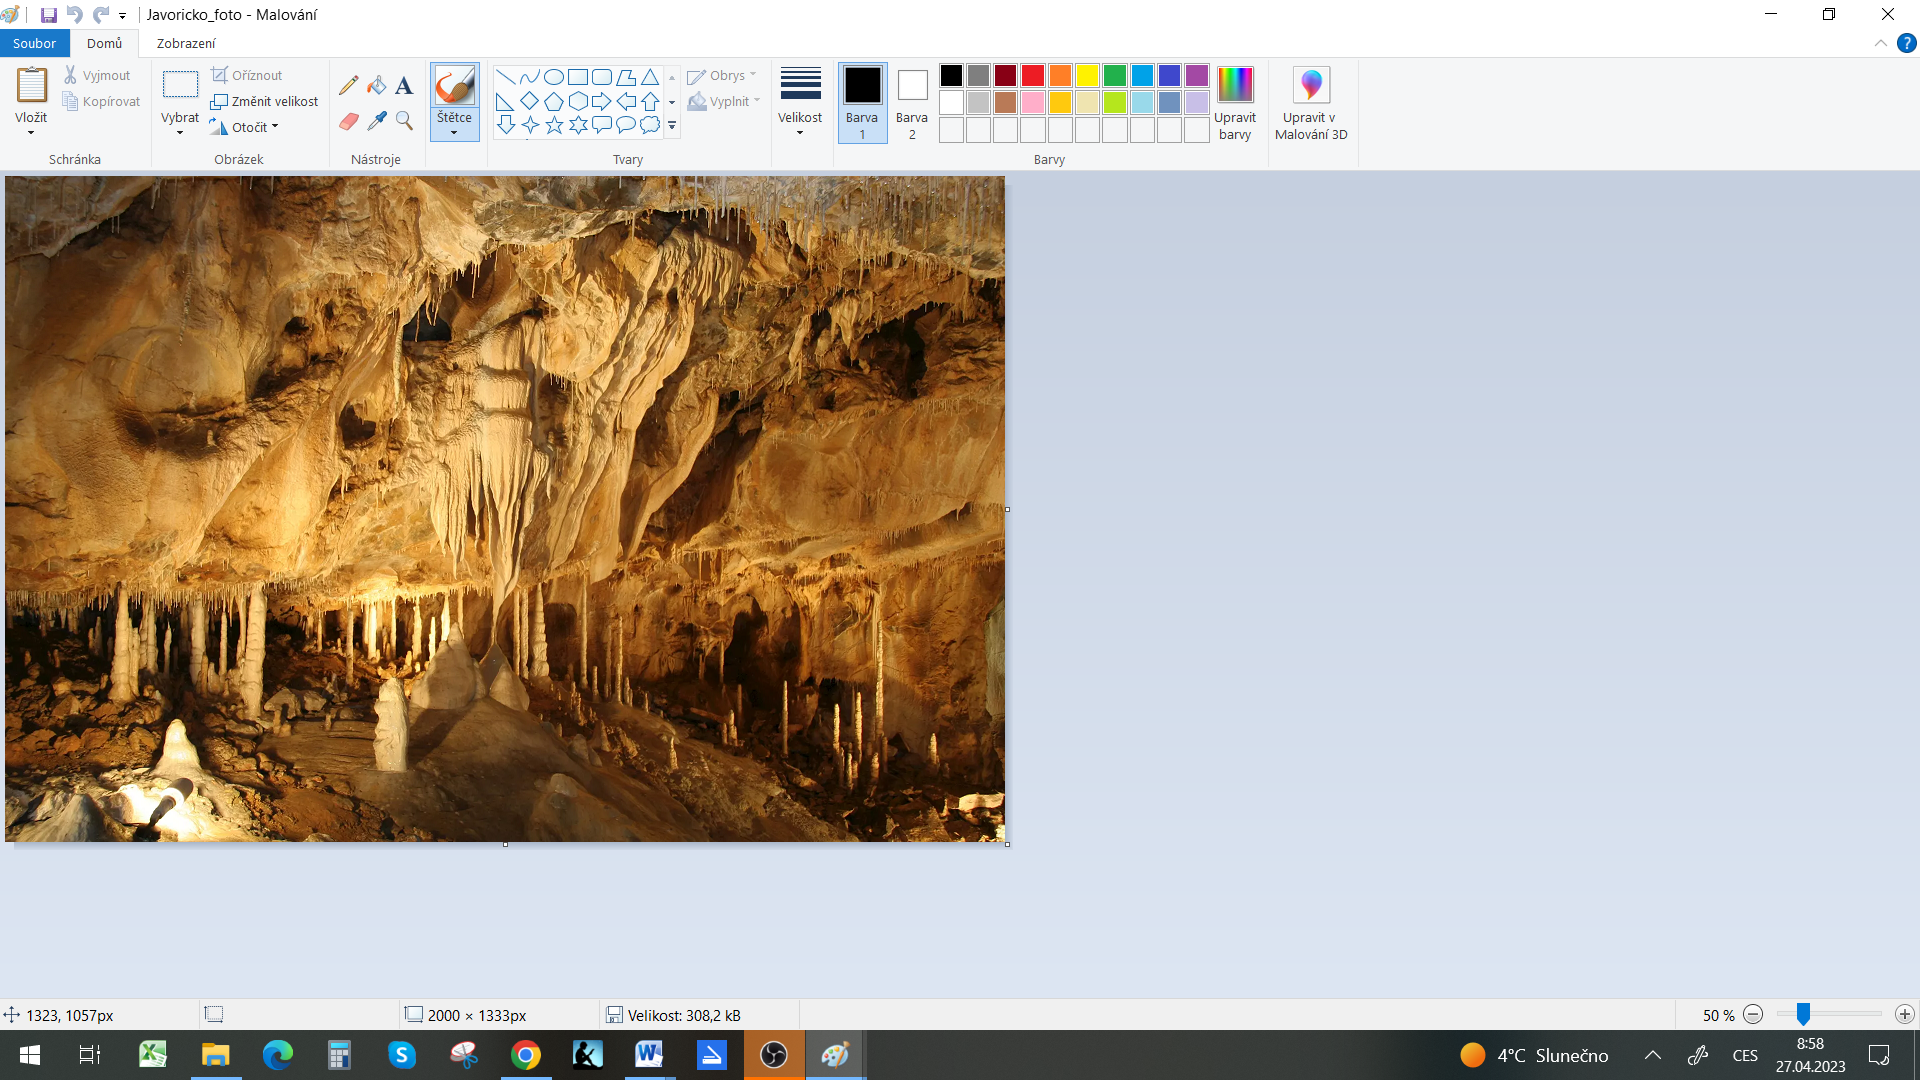 Javoricko_foto - Malování
Soubor
Domů
Zobrazení
?
Vložit
Vyjmout
Kopírovat
Schránka
Vybrat
Oříznout
Změnit velikost
Otočit
Obrázek
A
Nástroje
Štětce
Obrys
Vyplnit
Tvary
Velikost
Barva
1
Barva
2
Upravit
barvy
Barvy
Upravit v
Malování 3D
1323, 1057px
2000 × 1333px
Velikost: 308,2 kB
50 %
4°C Slunečno
CES
8:58
27.04.2023